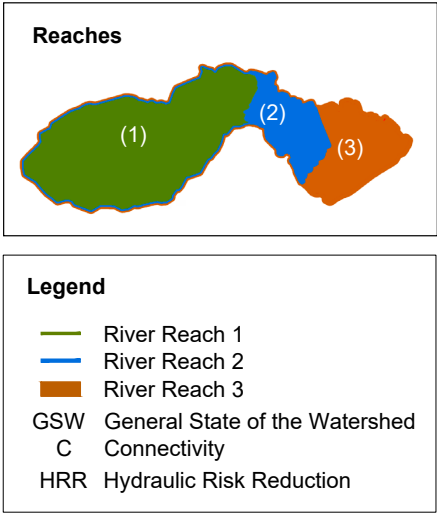 Reaches
(1)
(2)
(3)
Legend
River Reach 1
River Reach 2
River Reach 3
GSW General State of the Watershed
C Connectivity
HRR Hydraulic Risk Reduction